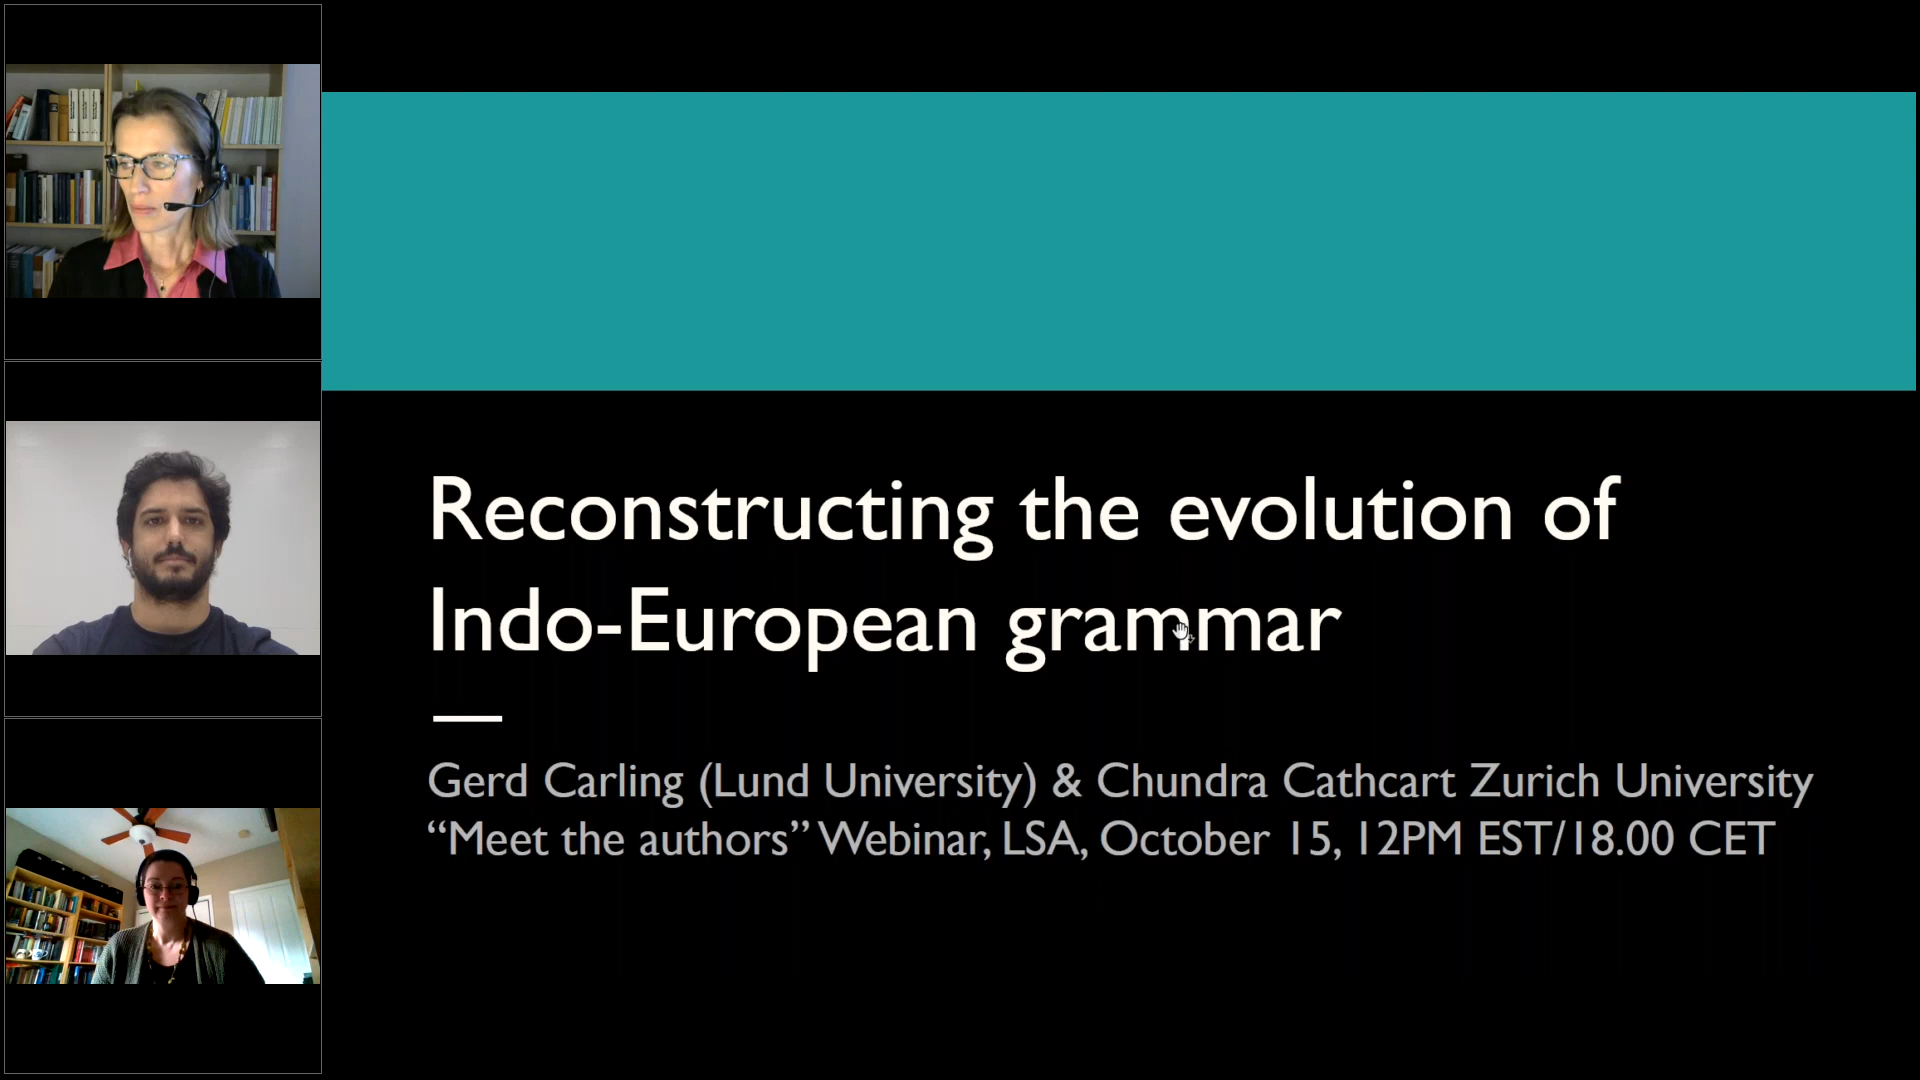 Reconstructing the evolution of
Indo-European grammar
Gerd Carling (Lund University) & Chundra Cathcart Zurich University
“Meet the authors” Webinar, LSA, October 15, 12PM EST/18.00 CET